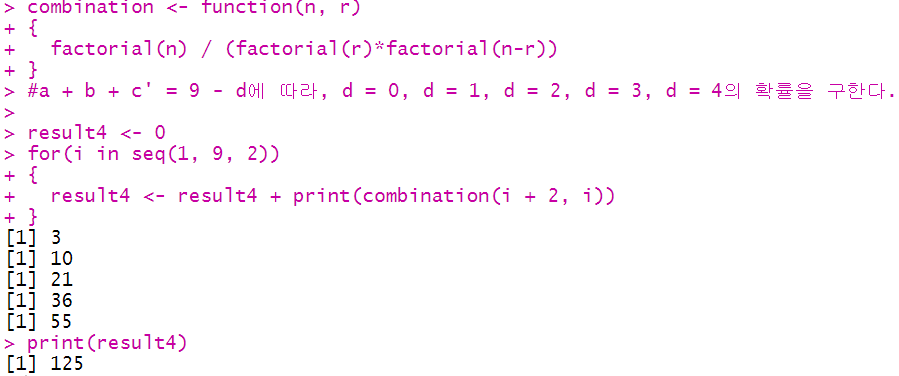 > combination <- function(n, r)
+ {
+   factorial(n) / (factorial(r)*factorial(n-r))
+ }
> #a + b + c' = 9 - d에 따라, d = 0, d = 1, d = 2, d = 3, d = 4의 확률을 구한다.
>
> result4 <- 0
> for(i in seq(1, 9, 2))
+ {
+   result4 <- result4 + print(combination(i + 2, i))
+ }
[1] 3
[1] 10
[1] 21
[1] 36
[1] 55
> print(result4)
[1] 125